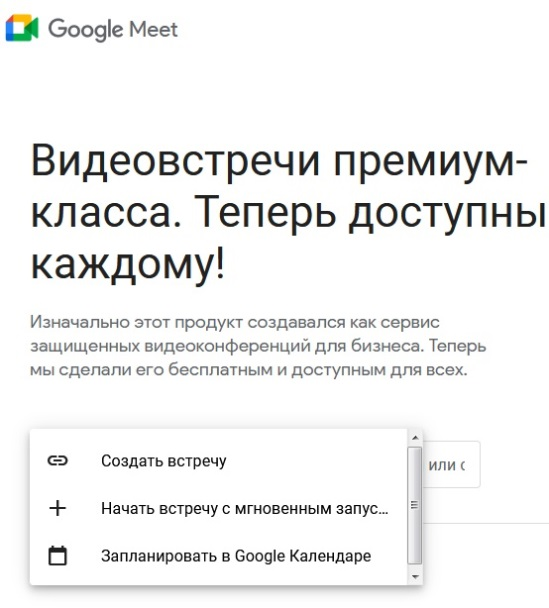 Google Meet
Видеовстречи премиум-
класса. Теперь доступны
каждому!
Изначально этот продукт создавался как сервис
защищенных видеоконференций для бизнеса. Теперь
мы сделали его бесплатным и доступным для всех.
Создать встречу
или с
Начать встречу с мгновенным запус...
Запланировать в Google Календаре